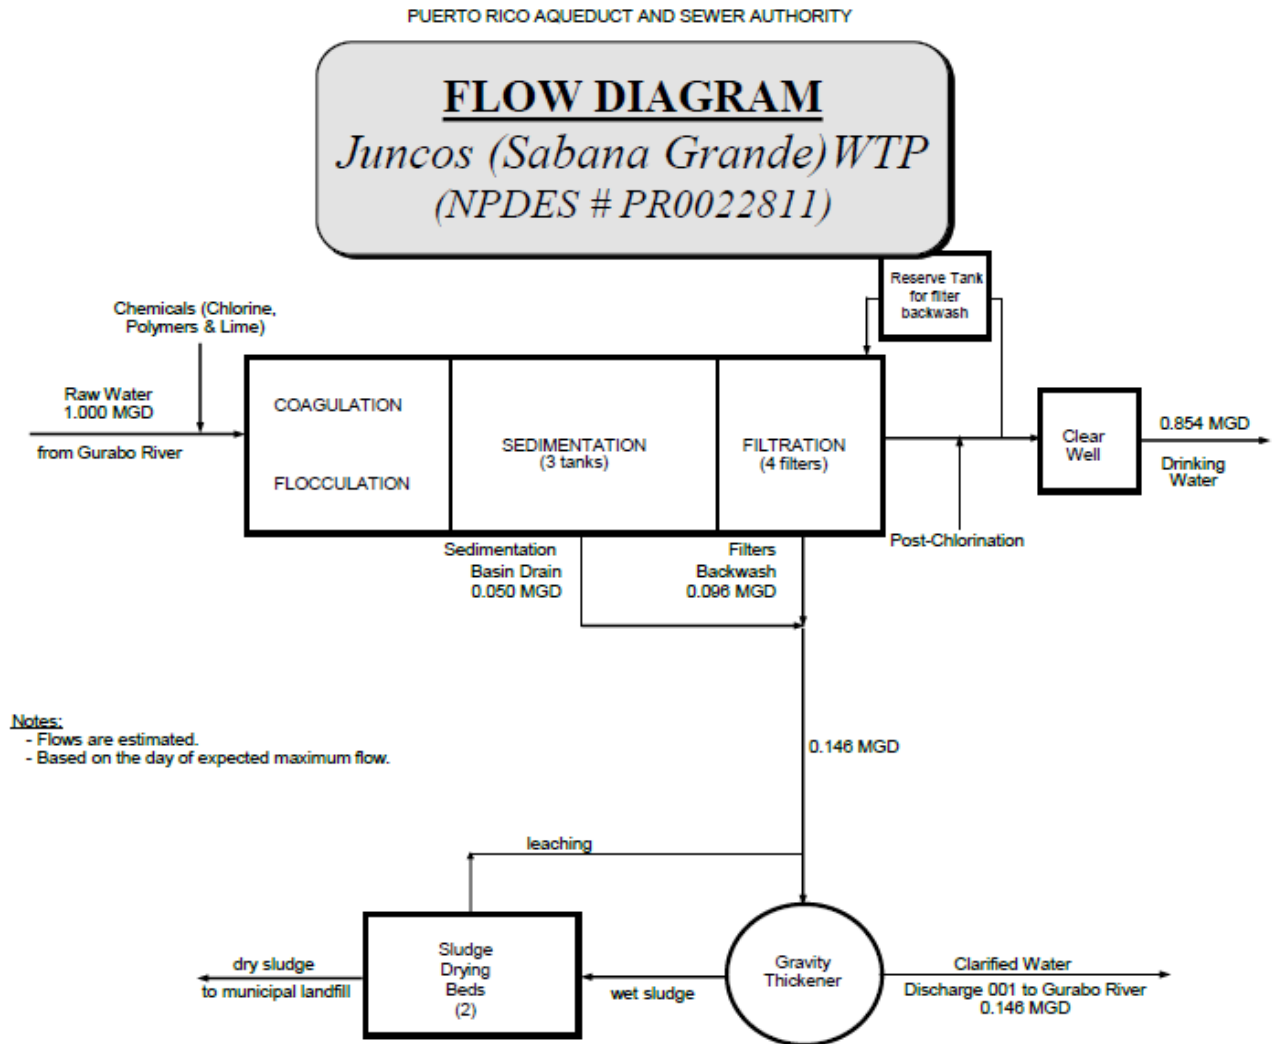 PUERTO RICO AQUEDUCT AND SEWER AUTHORITY
FLOW DIAGRAM
Juncos (Sabana Grande) WTP
(NPDES # PR0022811)
Reserve Tank
for filter
backwash
Chemicals (Chlorine,
Polymers & Lime)
Raw Water
1.000 MGD
from Gurabo River
COAGULATION
FLOCCULATION
SEDIMENTATION
(3 tanks)
FILTRATION
(4 filters)
Clear
Well
0.854 MGD
Drinking
Water
Post-Chlorination
Sedimentation
Basin Drain
0.050 MGD
Filters
Backwash
0.096 MGD
Notes:
- Flows are estimated.
- Based on the day of expected maximum flow.
0.146 MGD
leaching
dry sludge
to municipal landfill
Sludge
Drying
Beds
(2)
wet sludge
Gravity
Thickener
Clarified Water
Discharge 001 to Gurabo River
0.146 MGD